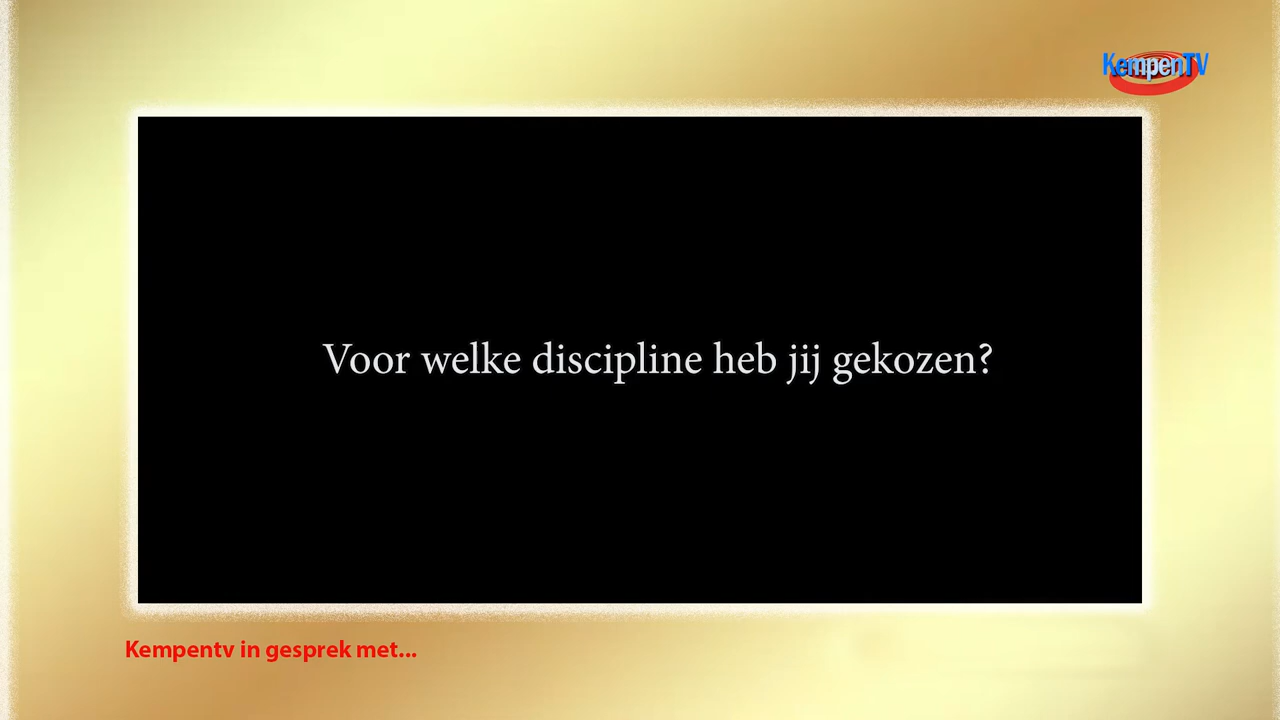 KempenTV
Voor welke discipline heb jij gekozen?
Kempentv in gesprek met...